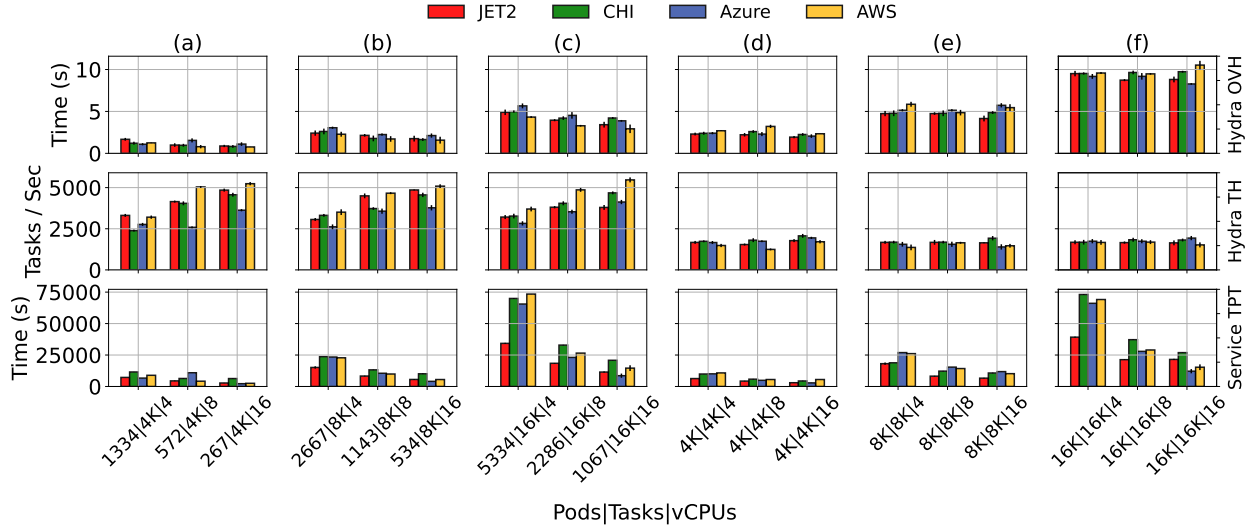 JET2 CHI Azure AWS
(a) (b) (c) (d) (e) (f)
Time (s)
10
5
0
Hydra OVH
Tasks / Sec
5000
2500
0
Hydra TH
Time (s)
75000
50000
25000
0
Service TPT
1334|4K|4 572|4K|8 267|4K|16 2667|8K|4 1143|8K|8 534|8K|16 5334|16K|4 2286|16K|8 1067|16K|16 4K|4K|4 4K|4K|8 4K|4K|16 8K|8K|4 8K|8K|8 8K|8K|16 16K|16K|4 16K|16K|8 16K|16K|16
Pods|Tasks|vCPUs